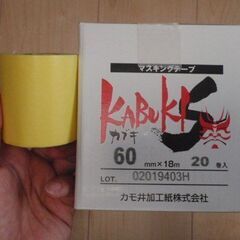 マスキングテープ
KABUKI S
カブキ
60 mm×18m 20 巻入
LOT. 02019403H
カモ井加工紙株式会社